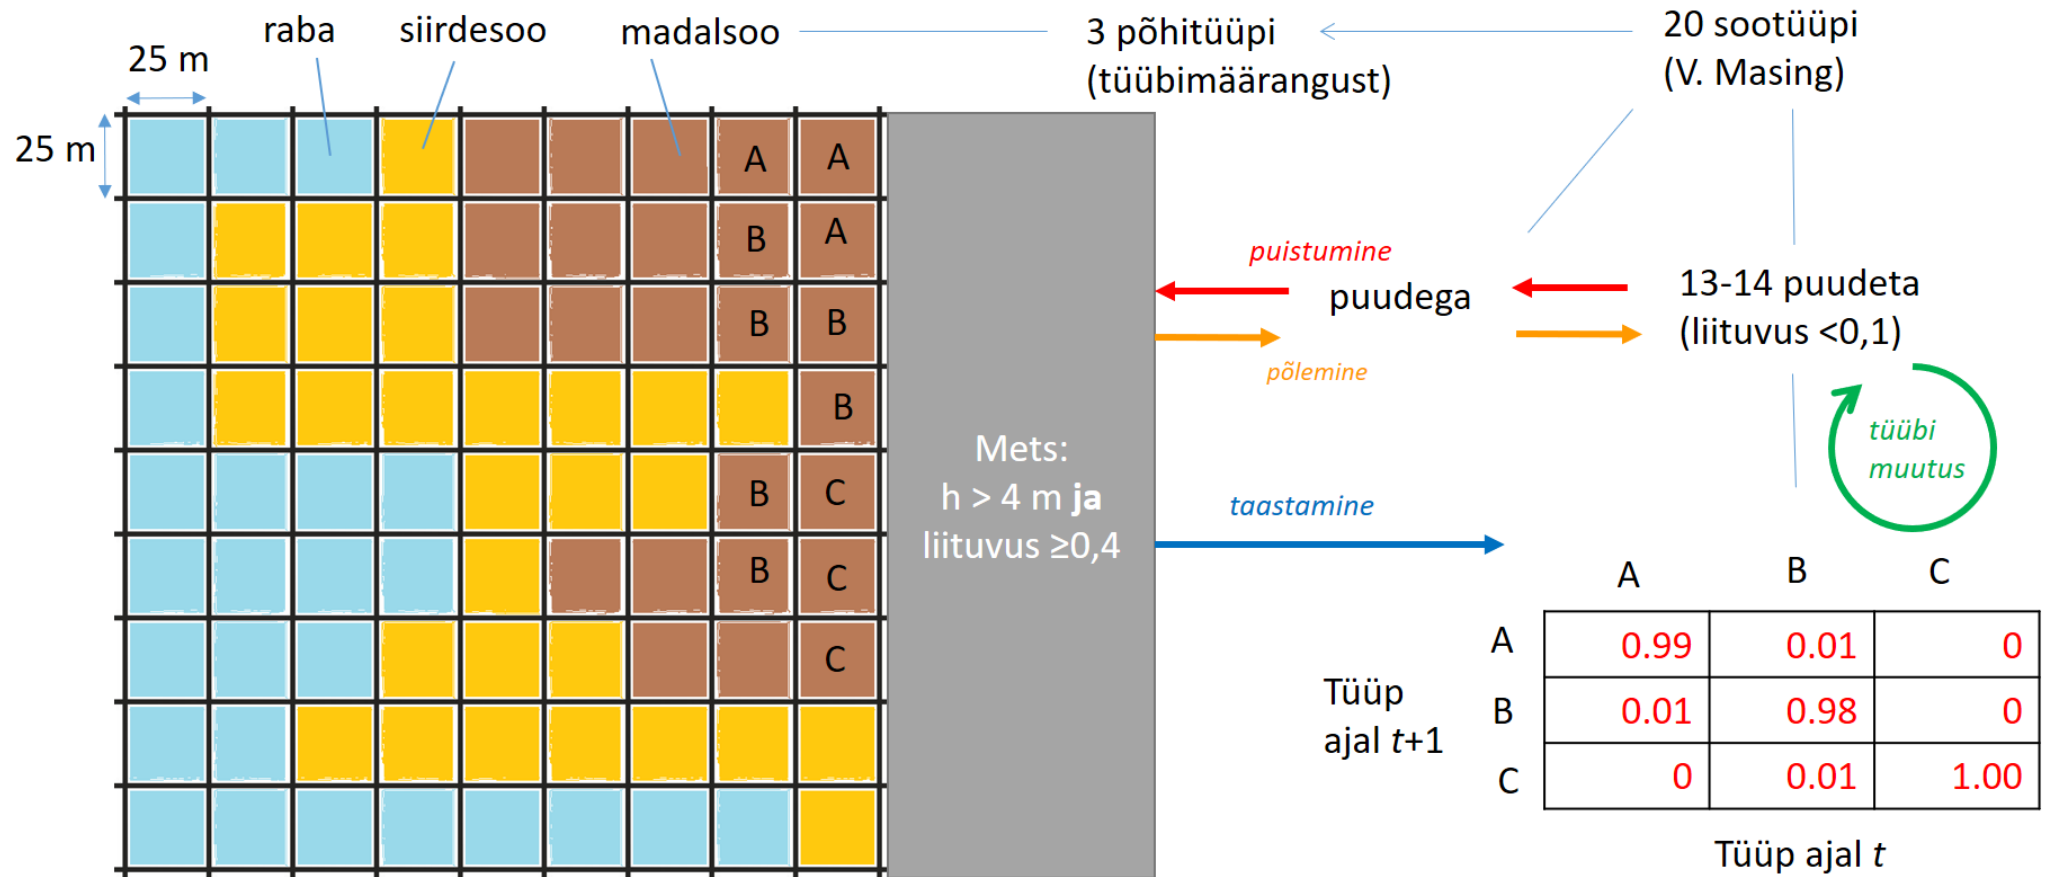 raba
siirdesoo
madalsoo
3 põhitüüpi
(tüübimäärangust)
20 sootüüpi
(V. Masing)
25 m
25 m
A A
B A
B B
B
B C
B C
C
Mets:
h > 4 m ja
liituvus ≥0,4
puistumine
puudega
põlemine
13-14 puudeta
(liituvus <0,1)
tüübi
muutus
taastamine
A B C
A 0.99 0.01 0
B 0.01 0.98 0
C 0 0.01 1.00
Tüüp
ajal t+1
Tüüp ajal t